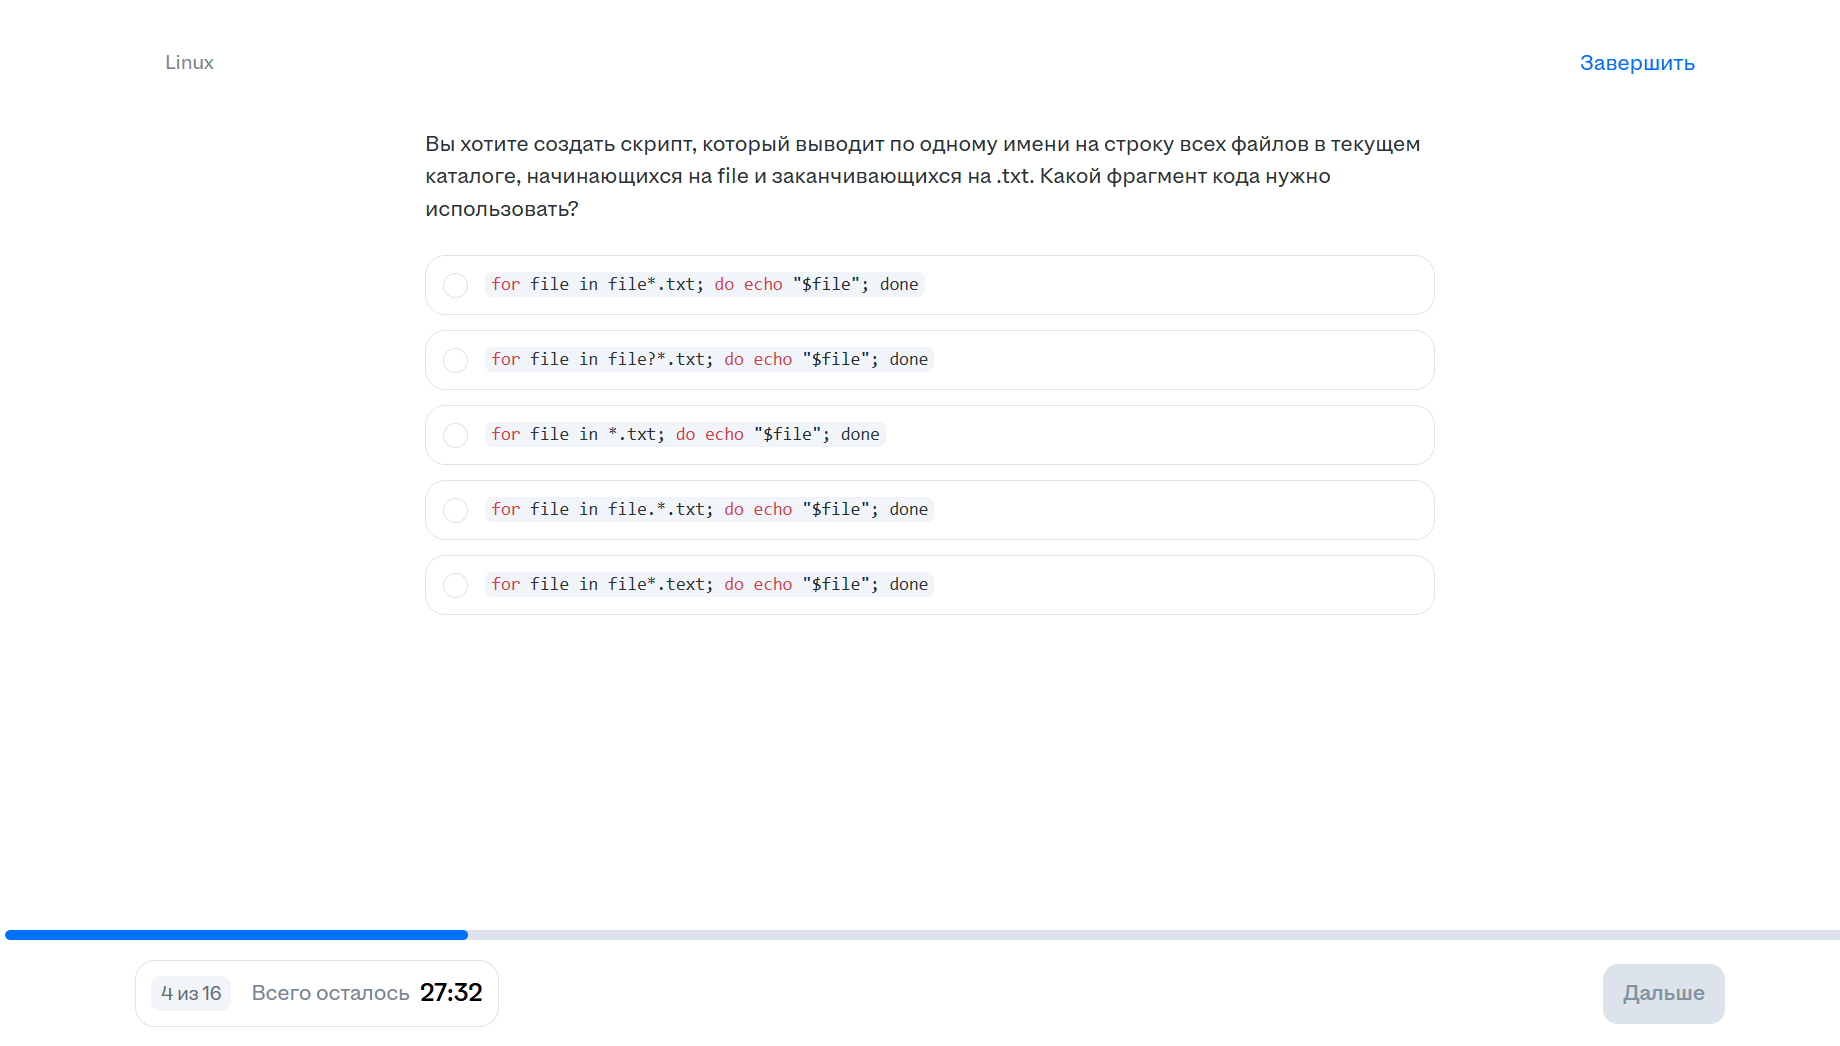 Linux
Завершить
Вы хотите создать скрипт, который выводит по одному имени на строку всех файлов в текущем
каталоге, начинающихся на file и заканчивающихся на .txt. Какой фрагмент кода нужно
использовать?
for file in file*.txt; do echo "$file"; done
for file in file?*.txt; do echo "$file"; done
for file in *.txt; do echo "$file"; done
for file in file.*.txt; do echo "$file"; done
for file in file*.text; do echo "$file"; done
4 из 16
Всего осталось 27:32
Дальше